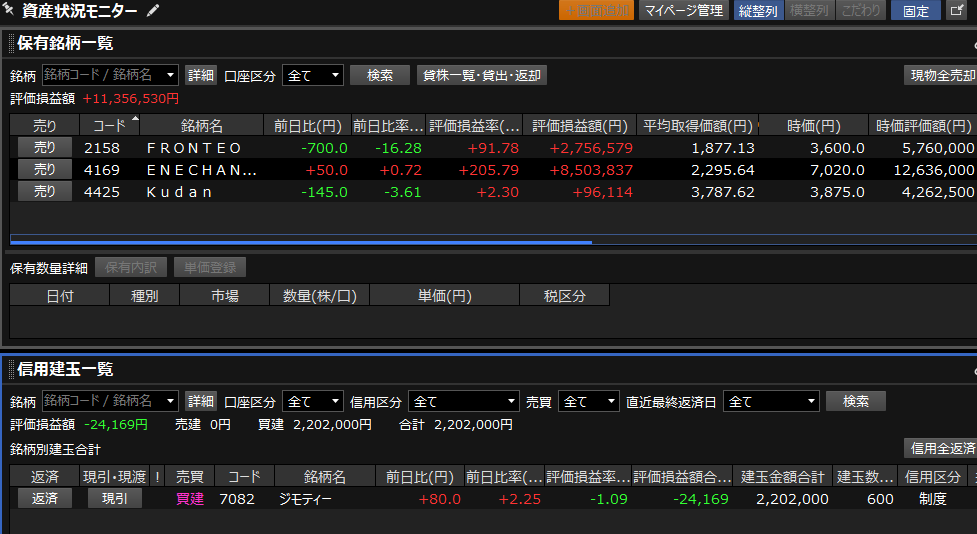 資産状況モニター ＋画面追加 マイページ管理 縦整列 横整列 こだわり 固定
保有銘柄一覧
銘柄 銘柄コード / 銘柄名 詳細 口座区分 全て 検索 貸株一覧・貸出・返却 現物全売却
評価損益額 +11,356,530円
売り コード 銘柄名 前日比(円) 前日比率... 評価損益率(... 評価損益額(円) 平均取得価額(円) 時価(円) 時価評価額(円)
売り 2158 ＦＲＯＮＴＥＯ -700.0 -16.28 +91.78 +2,756,579 1,877.13 3,600.0 5,760,000
売り 4169 ＥＮＥＣＨＡＮ... +50.0 +0.72 +205.79 +8,503,837 2,295.64 7,020.0 12,636,000
売り 4425 Ｋｕｄａｎ -145.0 -3.61 +2.30 +96,114 3,787.62 3,875.0 4,262,500
保有数量詳細 保有内訳 単価登録
日付 種別 市場 数量(株/口) 単価(円) 税区分
信用建玉一覧
銘柄 銘柄コード / 銘柄名 詳細 口座区分 全て 信用区分 全て 売買 全て 直近最終返済日 全て 検索
評価損益額 -24,169円 売建 0円 買建 2,202,000円 合計 2,202,000円
銘柄別建玉合計 信用全返済
返済 現引・現渡 ! 売買 コード 銘柄名 前日比(円) 前日比率(... 評価損益率... 評価損益額合... 建玉金額合計 建玉数... 信用区分
返済 現引 買建 7082 ジモティー +80.0 +2.25 -1.09 -24,169 2,202,000 600 制度